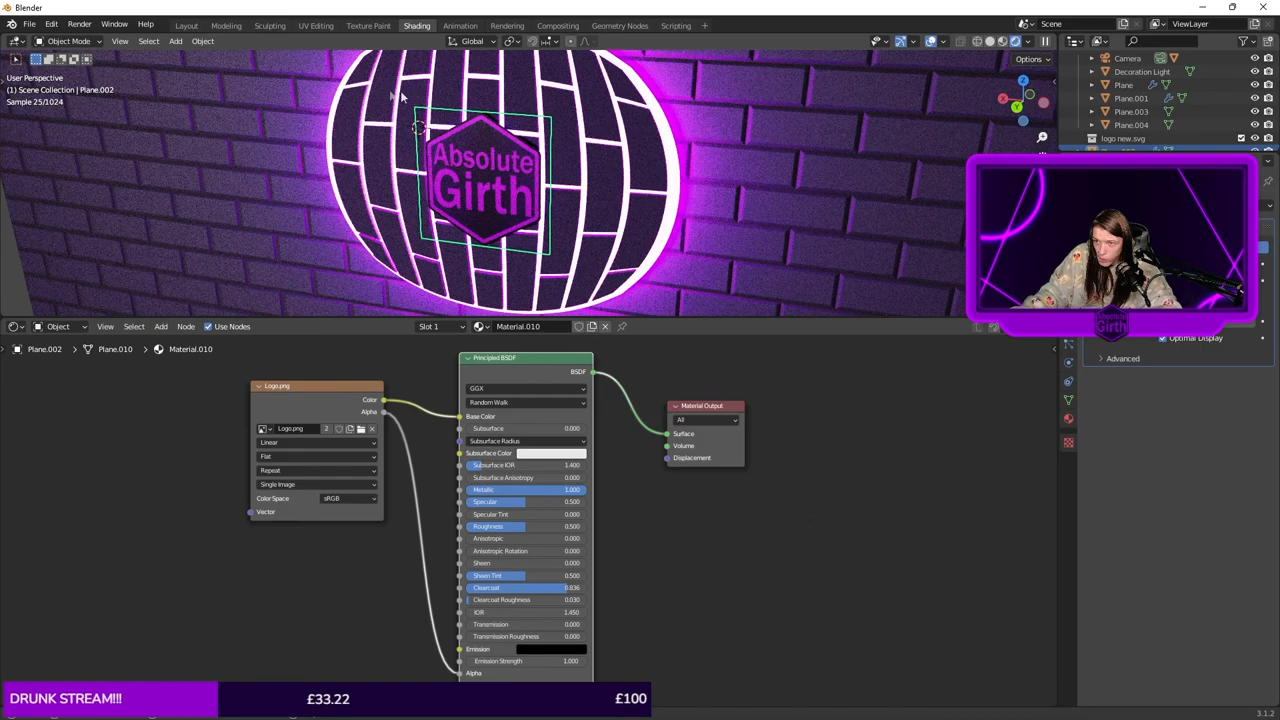 Blender
File Edit Render Window Help
Layout Modeling Sculpting UV Editing Texture Paint Shading Animation Rendering Compositing Geometry Nodes Scripting +
Scene
ViewLayer
Object Mode View Select Add Object
Global
Options
User Perspective
(1) Scene Collection | Plane.002
Sample 25/1024
Z
X
Y
Camera
Decoration Light
Plane
Plane.001
Plane.003
Plane.004
logo new.svg
Absolute
Girth
Optimal Display
Advanced
Absolute
Girth
Object View Select Add Node Use Nodes
Slot 1
Material.010
Plane.002 > Plane.010 > Material.010
Logo.png
Color
Alpha
Logo.png 2
Linear
Flat
Repeat
Single Image
Color Space sRGB
Vector
Principled BSDF
BSDF
GGX
Random Walk
Base Color
Subsurface 0.000
Subsurface Radius
Subsurface Color
Subsurface IOR 1.400
Subsurface Anisotropy 0.000
Metallic 1.000
Specular 0.500
Specular Tint 0.000
Roughness 0.500
Anisotropic 0.000
Anisotropic Rotation 0.000
Sheen 0.000
Sheen Tint 0.500
Clearcoat 0.836
Clearcoat Roughness 0.030
IOR 1.450
Transmission 0.000
Transmission Roughness 0.000
Emission
Emission Strength 1.000
Alpha
Material Output
All
Surface
Volume
Displacement
DRUNK STREAM!!! £33.22 £100
3.1.2